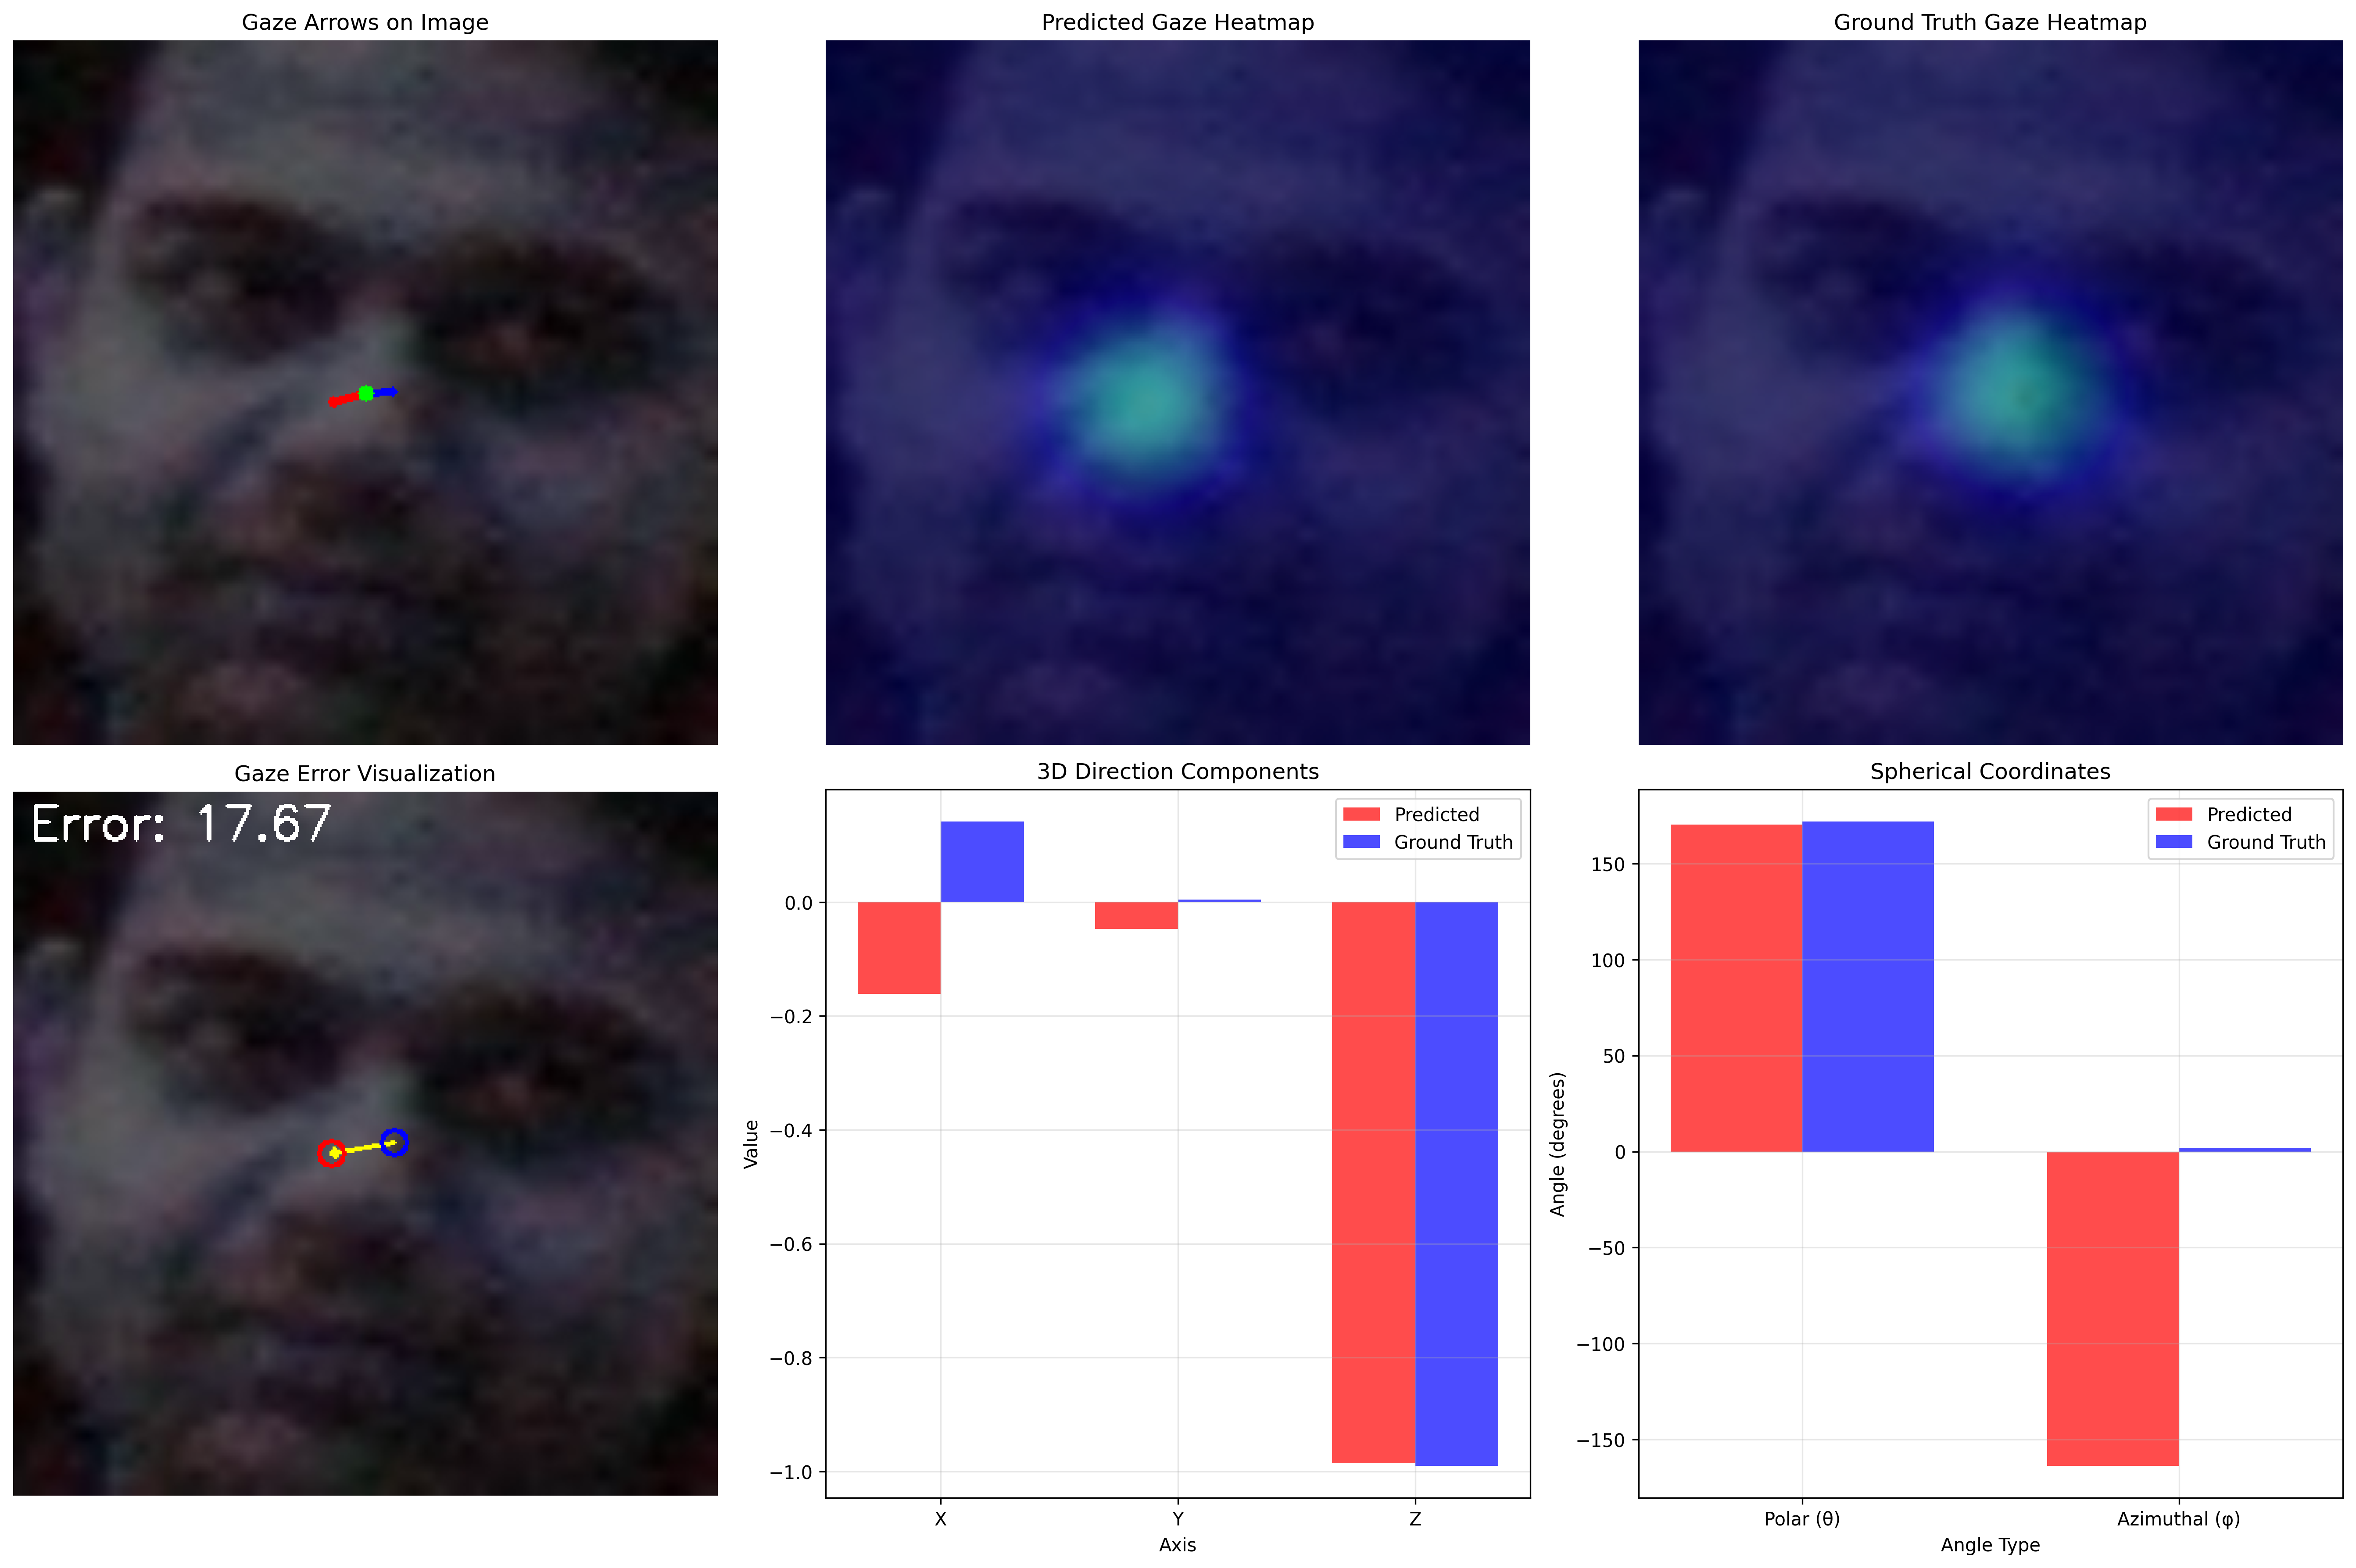 Gaze Arrows on Image
Predicted Gaze Heatmap
Ground Truth Gaze Heatmap
Gaze Error Visualization
Error: 17.67
3D Direction Components
Predicted
Ground Truth
0.0
−0.2
−0.4
−0.6
−0.8
−1.0
Value
X Y Z
Axis
Spherical Coordinates
Predicted
Ground Truth
150
100
50
0
−50
−100
−150
Angle (degrees)
Polar (θ) Azimuthal (φ)
Angle Type